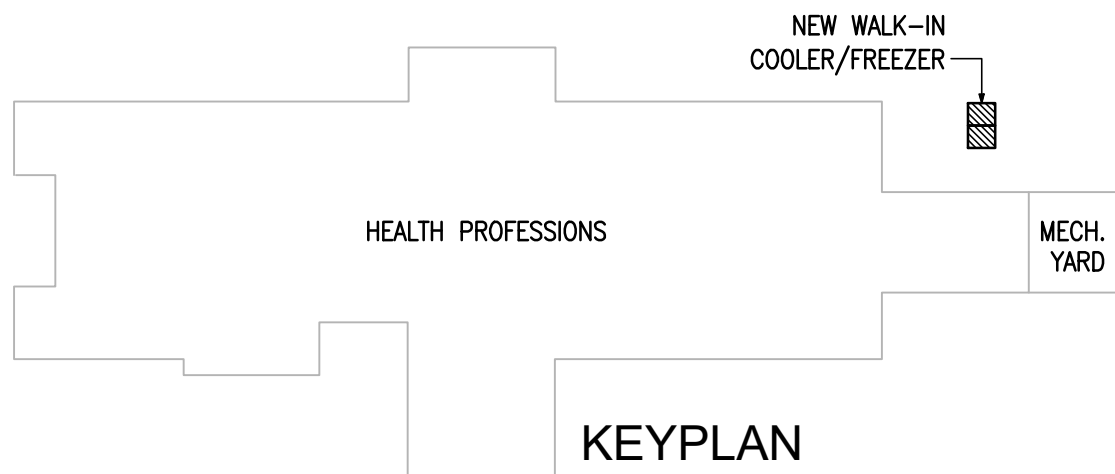 NEW WALK-IN
COOLER/FREEZER
HEALTH PROFESSIONS
MECH.
YARD
KEYPLAN